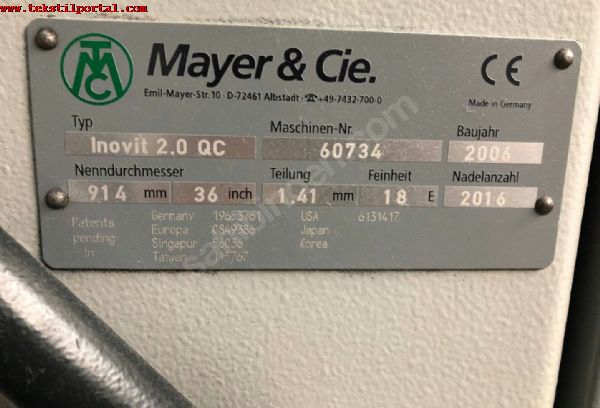 www.tekstilportal.com
TMC
Mayer & Cie.
Emil-Mayer-Str. 10 · D-72461 Albstadt · ☎+49-7432-700-0
CE
Made in Germany
Typ Maschinen-Nr. Baujahr
Inovit 2.0 QC 60734 2006
Nenndurchmesser Teilung Feinheit Nadelanzahl
914 mm 36 inch 1.41 mm 18 E 2016
Patents pending in
Germany 19653761 USA 6131417
Europa 0849386 Japan
Singapur 56036 Korea
Taiwan